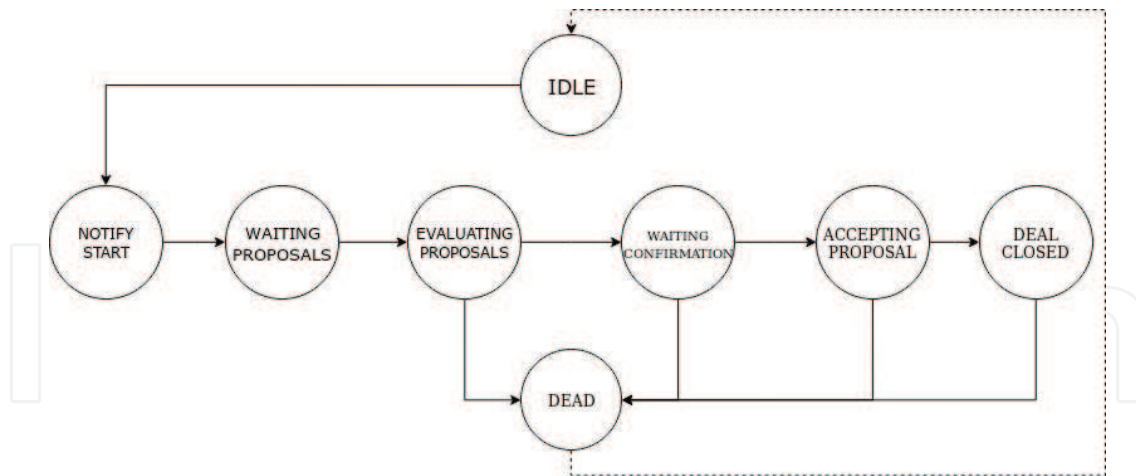 IDLE
NOTIFY
START
WAITING
PROPOSALS
EVALUATING
PROPOSALS
WAITING
CONFIRMATION
ACCEPTING
PROPOSAL
DEAL
CLOSED
DEAD